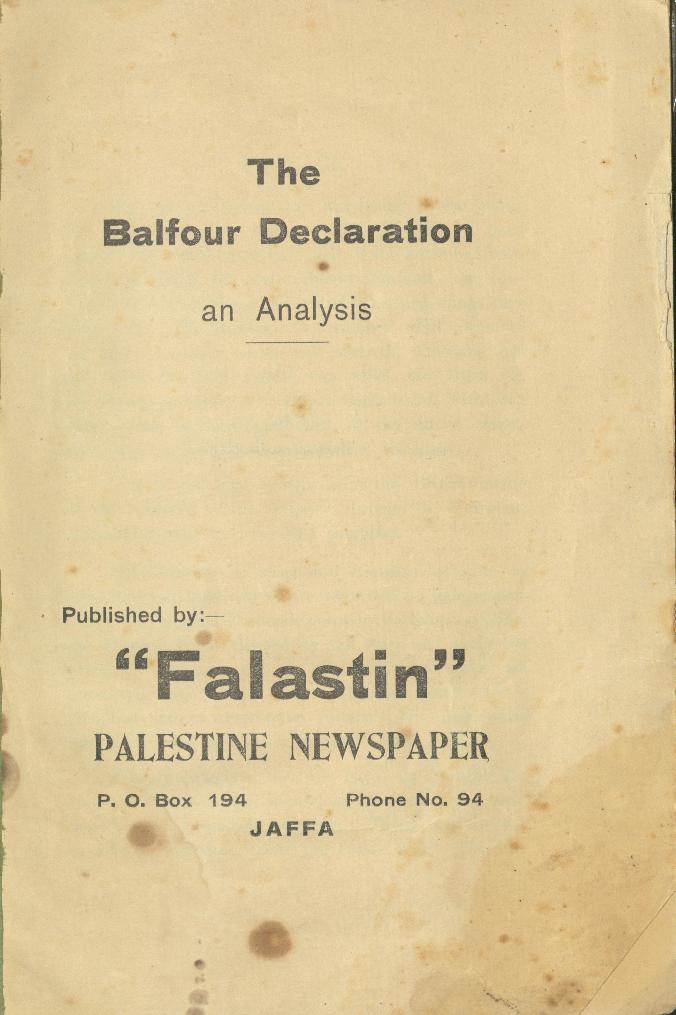 The
Balfour Declaration
an Analysis
Published by:—
“Falastin”
PALESTINE NEWSPAPER
P. O. Box 194 Phone No. 94
JAFFA